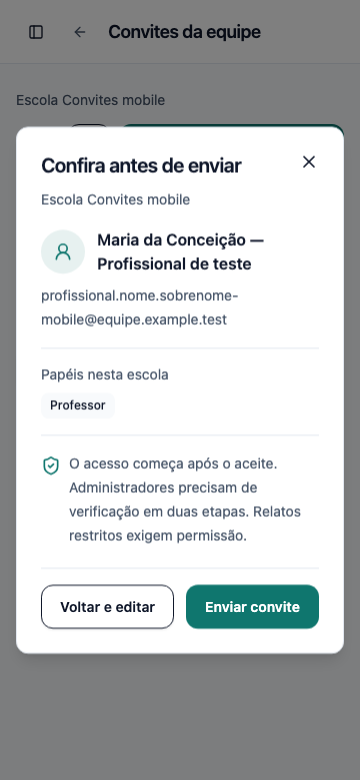 Convites da equipe
Escola Convites mobile
Confira antes de enviar
Escola Convites mobile
Maria da Conceição —
Profissional de teste
profissional.nome.sobrenome-
mobile@equipe.example.test
Papéis nesta escola
Professor
O acesso começa após o aceite.
Administradores precisam de
verificação em duas etapas. Relatos
restritos exigem permissão.
Voltar e editar
Enviar convite